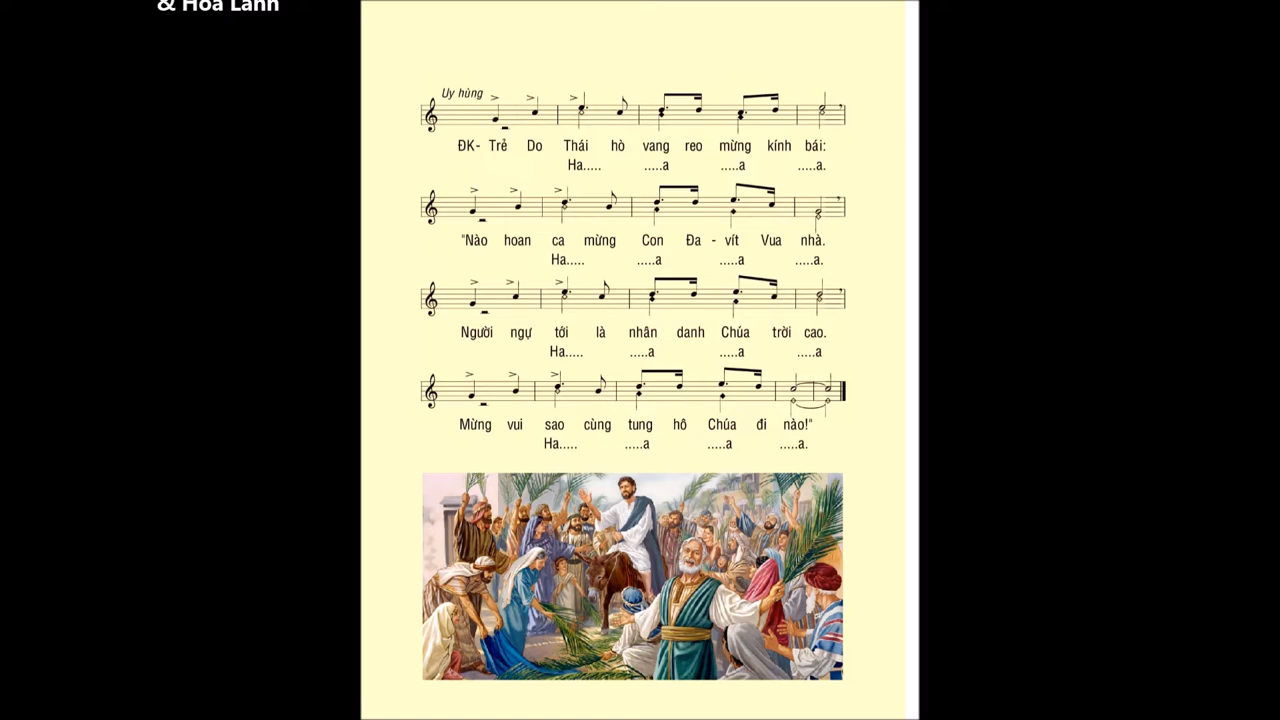 & Hòa Lành
Uy hùng
ĐK- Trẻ Do Thái hò vang reo mừng kính bái:
Ha..... .....a .....a .....a.
"Nào hoan ca mừng Con Đa - vít Vua nhà.
Ha..... .....a .....a .....a.
Người ngự tới là nhân danh Chúa trời cao.
Ha..... .....a .....a .....a
Mừng vui sao cùng tung hô Chúa đi nào!"
Ha..... .....a .....a .....a.